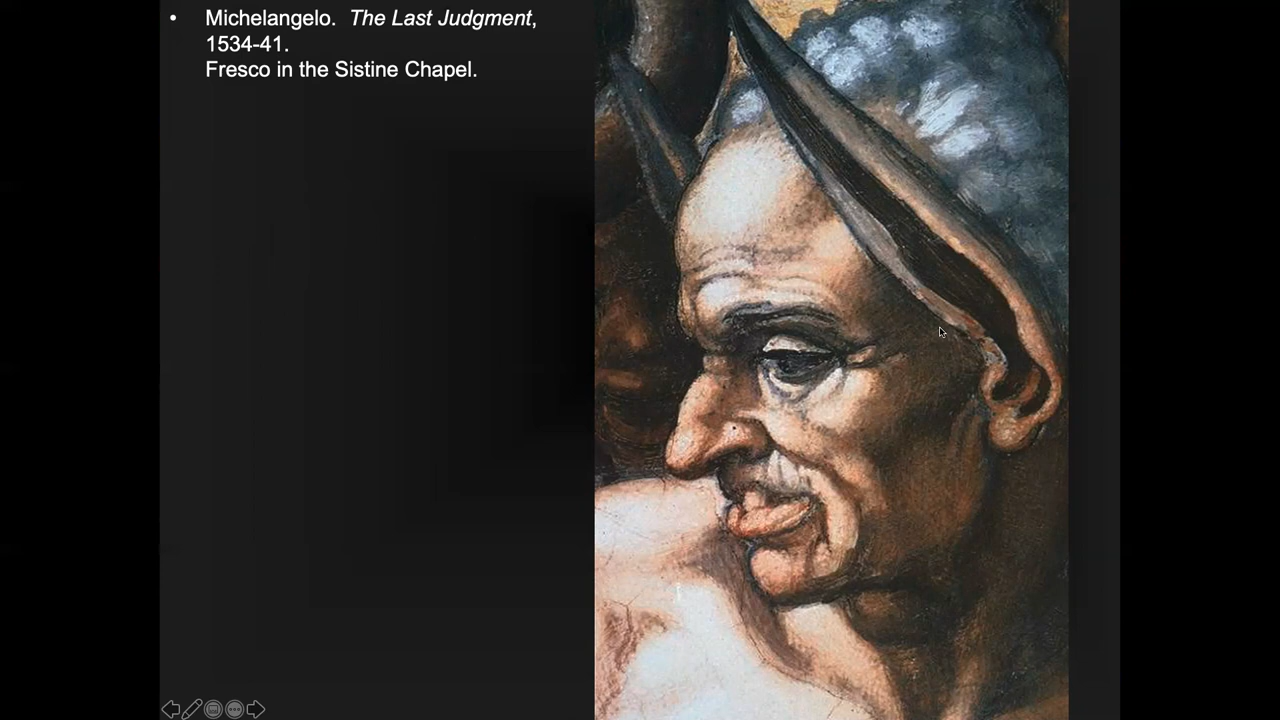 • Michelangelo. The Last Judgment,
1534-41.
Fresco in the Sistine Chapel.